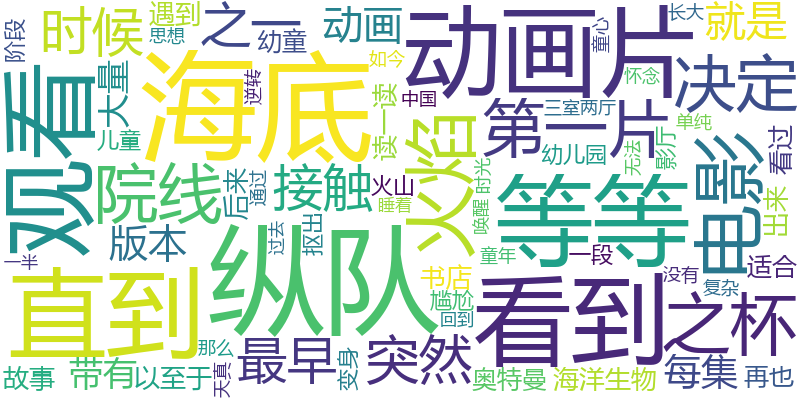 阶段
时候
遇到
思想
之一
幼童
动画
如今
动画片
童心
长大
就是
观看
大量
海底
逆转
读一读
中国
火焰
第一片
怀念
三室两厅
决定
单纯
儿童
院线
后来
通过
接触
火山
睡着
唤醒
时光
幼儿园
无法
影厅
电影
看过
出来
版本
过去
抠出
纵队
等等
童年
一半
直到
书店
尴尬
回到
看到
一段
没有
之杯
复杂
适合
故事
带有
以至于
那么
天真
最早
变身
突然
奥特曼
海洋生物
每集
再也